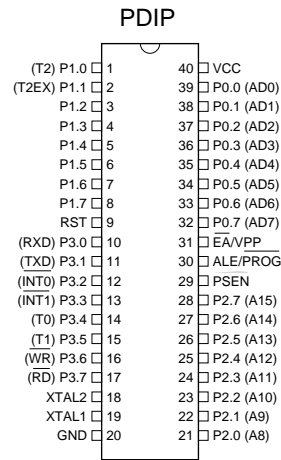 PDIP
(T2) P1.0 1 40 VCC
(T2EX) P1.1 2 39 P0.0 (AD0)
P1.2 3 38 P0.1 (AD1)
P1.3 4 37 P0.2 (AD2)
P1.4 5 36 P0.3 (AD3)
P1.5 6 35 P0.4 (AD4)
P1.6 7 34 P0.5 (AD5)
P1.7 8 33 P0.6 (AD6)
RST 9 32 P0.7 (AD7)
(RXD) P3.0 10 31 E̅A̅/VPP
(TXD) P3.1 11 30 ALE/P̅R̅O̅G̅
(I̅N̅T̅0̅) P3.2 12 29 P̅S̅E̅N̅
(I̅N̅T̅1̅) P3.3 13 28 P2.7 (A15)
(T0) P3.4 14 27 P2.6 (A14)
(T1) P3.5 15 26 P2.5 (A13)
(W̅R̅) P3.6 16 25 P2.4 (A12)
(R̅D̅) P3.7 17 24 P2.3 (A11)
XTAL2 18 23 P2.2 (A10)
XTAL1 19 22 P2.1 (A9)
GND 20 21 P2.0 (A8)